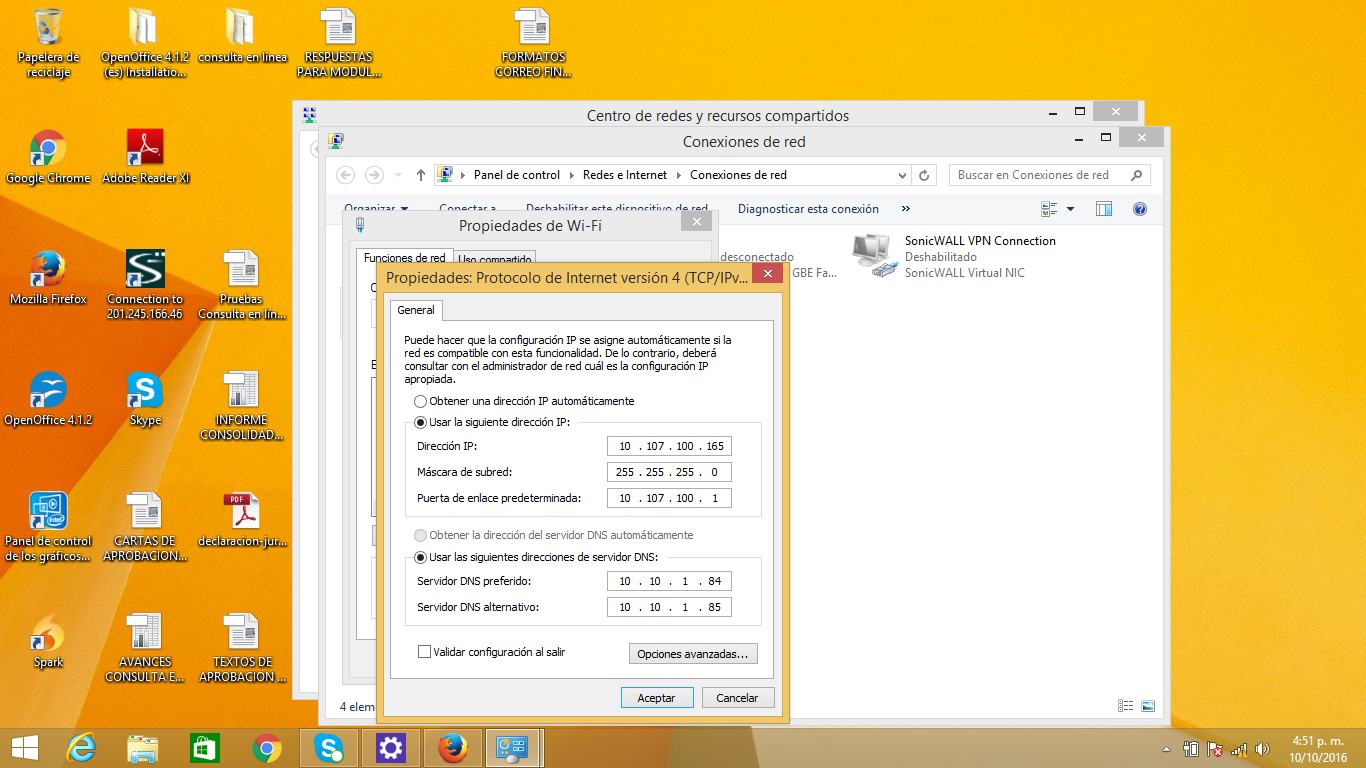 Papelera de
reciclaje
OpenOffice 4.1.2
(es) Installatio...
consulta en linea
RESPUESTAS
PARA MODUL...
FORMATOS
CORREO FIN...
Google Chrome
Adobe Reader XI
Mozilla Firefox
Connection to
201.245.166.46
Pruebas
Consulta en lín...
OpenOffice 4.1.2
Skype
INFORME
CONSOLIDAD...
Panel de control
de los gráficos...
CARTAS DE
APROBACION...
PDF
declaracion-jur...
Spark
AVANCES
CONSULTA E...
TEXTOS DE
APROBACION ...
Centro de redes y recursos compartidos
Conexiones de red
Panel de control
Redes e Internet
Conexiones de red
Buscar en Conexiones de red
Organizar
Conectar a
Deshabilitar este dispositivo de red
Diagnosticar esta conexión
»
desconectado
GBE Fa...
SonicWALL VPN Connection
Deshabilitado
SonicWALL Virtual NIC
4 eleme
Propiedades de Wi-Fi
Funciones de red
Uso compartido
Propiedades: Protocolo de Internet versión 4 (TCP/IPv...
General
Puede hacer que la configuración IP se asigne automáticamente si la
red es compatible con esta funcionalidad. De lo contrario, deberá
consultar con el administrador de red cuál es la configuración IP
apropiada.
Obtener una dirección IP automáticamente
Usar la siguiente dirección IP:
Dirección IP: 10 . 107 . 100 . 165
Máscara de subred: 255 . 255 . 255 . 0
Puerta de enlace predeterminada: 10 . 107 . 100 . 1
Obtener la dirección del servidor DNS automáticamente
Usar las siguientes direcciones de servidor DNS:
Servidor DNS preferido: 10 . 10 . 1 . 84
Servidor DNS alternativo: 10 . 10 . 1 . 85
Validar configuración al salir
Opciones avanzadas...
Aceptar
Cancelar
4:51 p. m.
10/10/2016